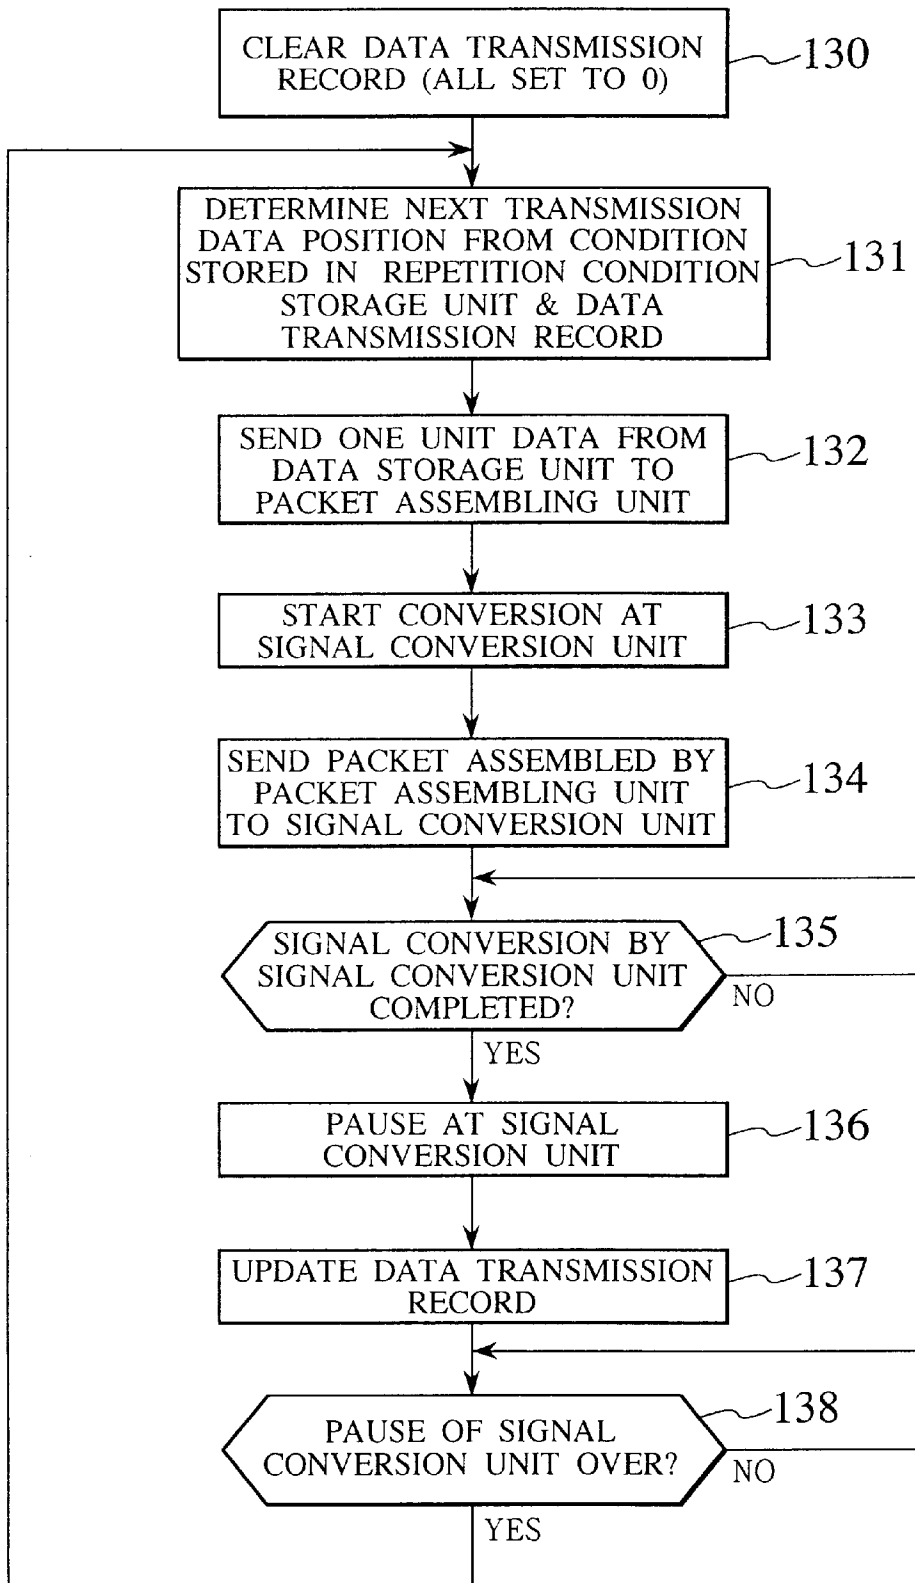 CLEAR DATA TRANSMISSION
RECORD (ALL SET TO 0)
130
DETERMINE NEXT TRANSMISSION
DATA POSITION FROM CONDITION
STORED IN REPETITION CONDITION
STORAGE UNIT & DATA
TRANSMISSION RECORD
131
SEND ONE UNIT DATA FROM
DATA STORAGE UNIT TO
PACKET ASSEMBLING UNIT
132
START CONVERSION AT
SIGNAL CONVERSION UNIT
133
SEND PACKET ASSEMBLED BY
PACKET ASSEMBLING UNIT
TO SIGNAL CONVERSION UNIT
134
SIGNAL CONVERSION BY
SIGNAL CONVERSION UNIT
COMPLETED?
135
NO
YES
PAUSE AT SIGNAL
CONVERSION UNIT
136
UPDATE DATA TRANSMISSION
RECORD
137
PAUSE OF SIGNAL
CONVERSION UNIT OVER?
138
NO
YES